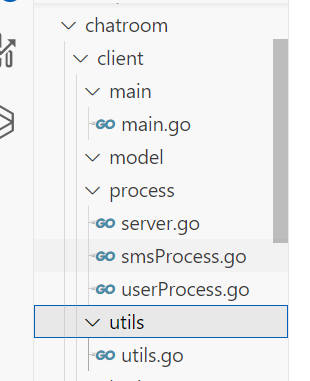 chatroom
client
main
GO main.go
model
process
GO server.go
GO smsProcess.go
GO userProcess.go
utils
GO utils.go